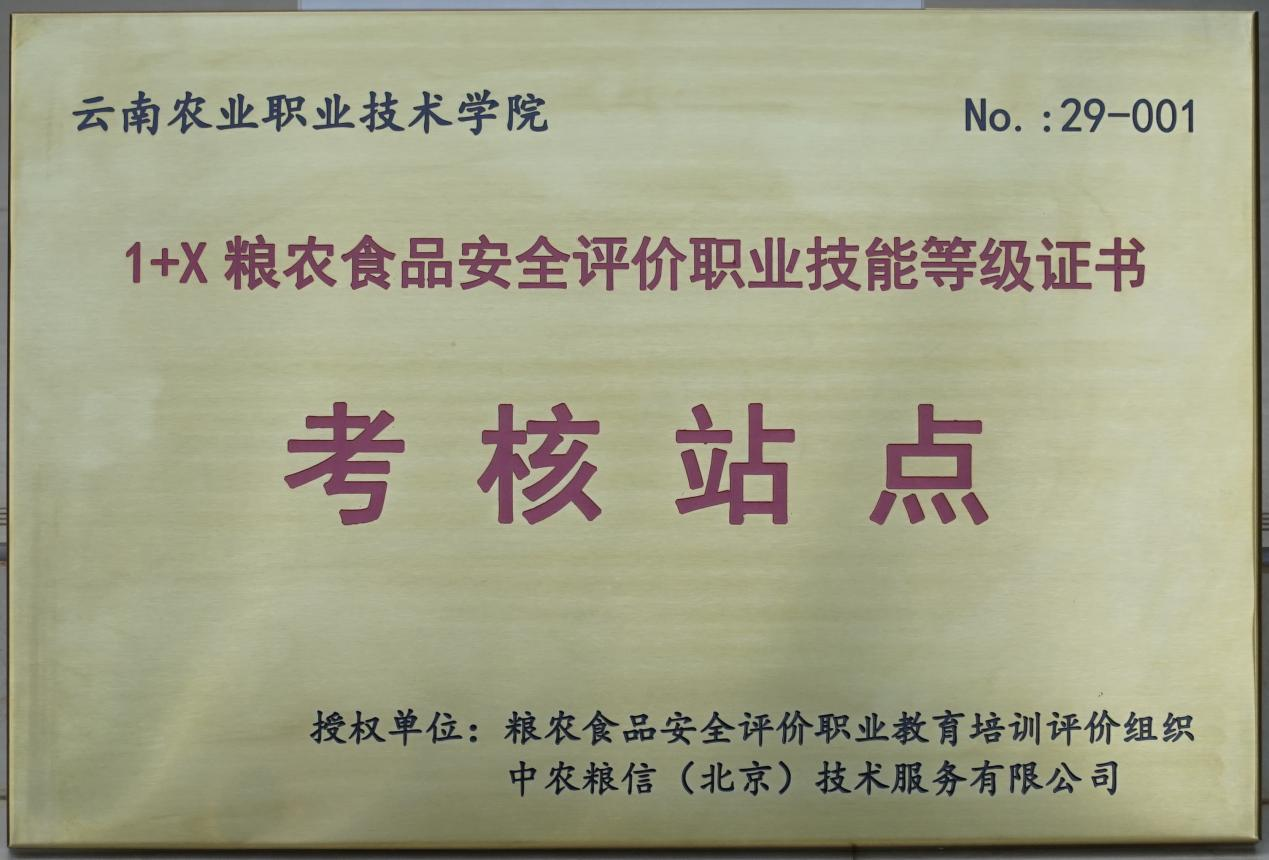 云南农业职业技术学院 No.:29-001
1+X 粮农食品安全评价职业技能等级证书
考核站点
授权单位：粮农食品安全评价职业教育培训评价组织
中农粮信（北京）技术服务有限公司